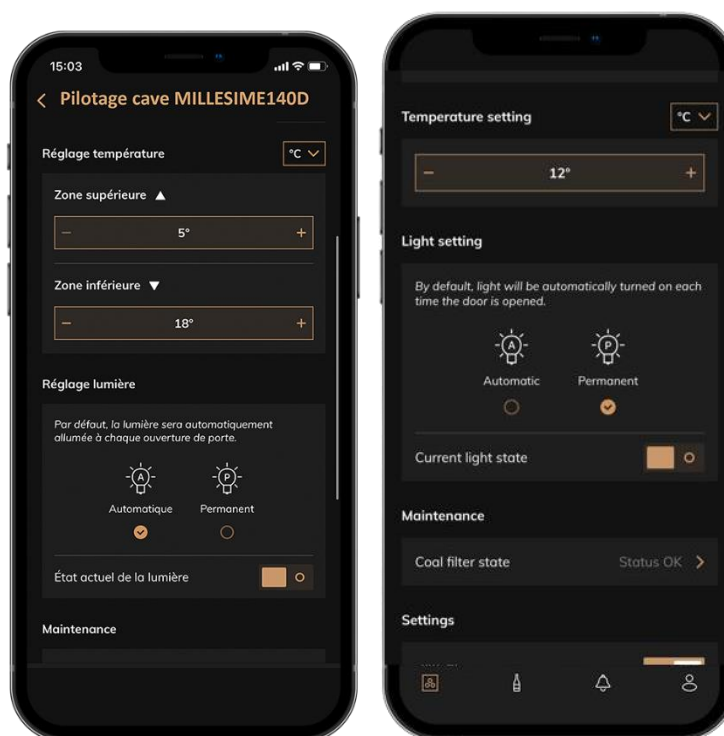 15:03
Pilotage cave MILLESIME140D
Réglage température
°C
Zone supérieure ▲
− 5° +
Zone inférieure ▼
− 18° +
Réglage lumière
Par défaut, la lumière sera automatiquement
allumée à chaque ouverture de porte.
A P
Automatique Permanent
État actuel de la lumière
Maintenance
Temperature setting
°C
− 12° +
Light setting
By default, light will be automatically turned on each
time the door is opened.
A P
Automatic Permanent
Current light state
Maintenance
Coal filter state Status OK
Settings